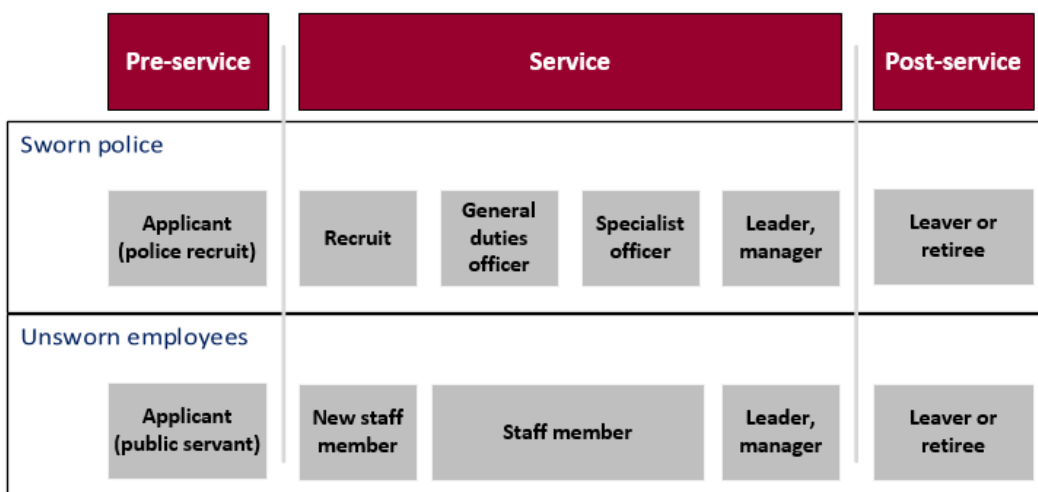 Pre-service
Service
Post-service
Sworn police
Applicant
(police recruit)
Recruit
General
duties
officer
Specialist
officer
Leader,
manager
Leaver or
retiree
Unsworn employees
Applicant
(public servant)
New staff
member
Staff member
Leader,
manager
Leaver or
retiree